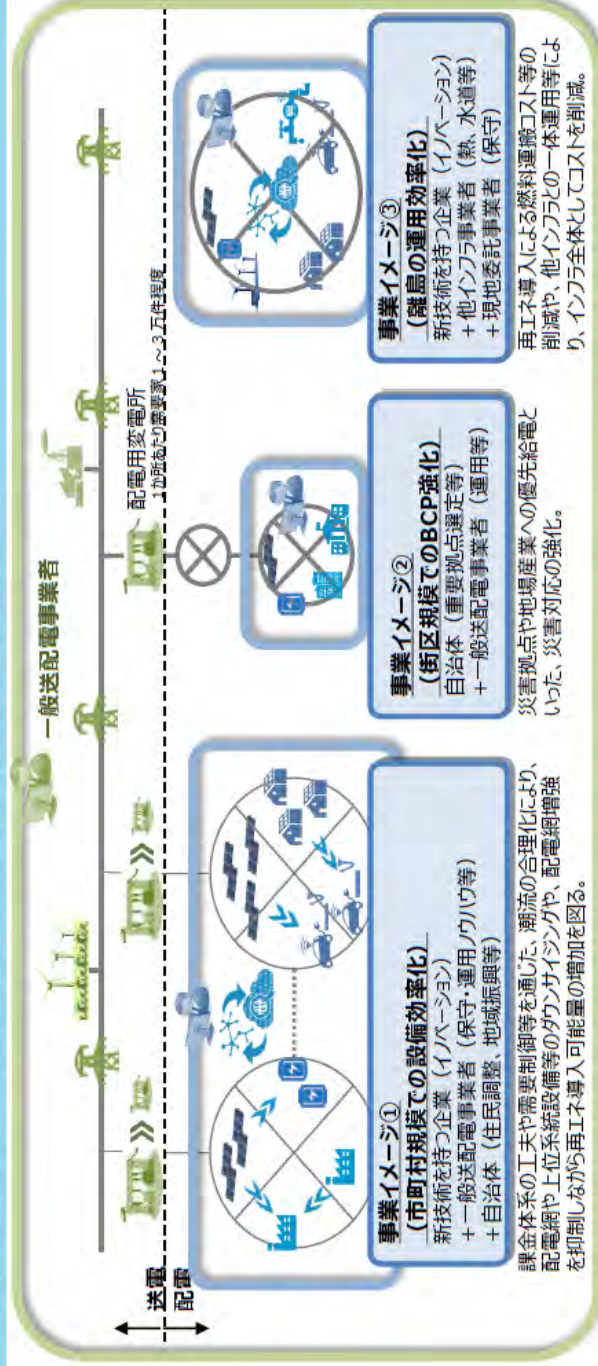 一般送配電事業者
送電
配電
配電用変電所
1か所あたり需要家1～3万件程度
事業イメージ①
(市町村規模での設備効率化)
新技術を持つ企業（イノベーション）
+一般送配電事業者（保守・運用ノウハウ等）
+自治体（住民調整、地域振興等）
課金体系の工夫や需要制御等を通じた、潮流の合理化により、
配電網や上位系統設備等のダウンサイジングや、配電網増強
を抑制しながら再エネ導入可能量の増加を図る。
事業イメージ②
(街区規模でのBCP強化)
自治体（重要拠点選定等）
+一般送配電事業者（運用等）
災害拠点や地場産業への優先給電と
いった、災害対応の強化。
事業イメージ③
(離島の運用効率化)
新技術を持つ企業（イノベーション）
+他インフラ事業者（熱、水道等）
+現地委託事業者（保守）
再エネ導入による燃料運搬コスト等の
削減や、他インフラとの一体運用等によ
り、インフラ全体としてコストを削減。